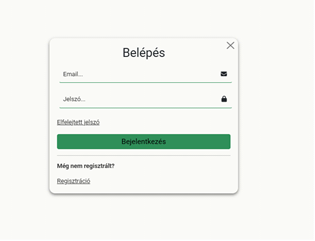 Belépés
Email...
Jelszó...
Elfelejtett jelszó
Bejelentkezés
Még nem regisztrált?
Regisztráció